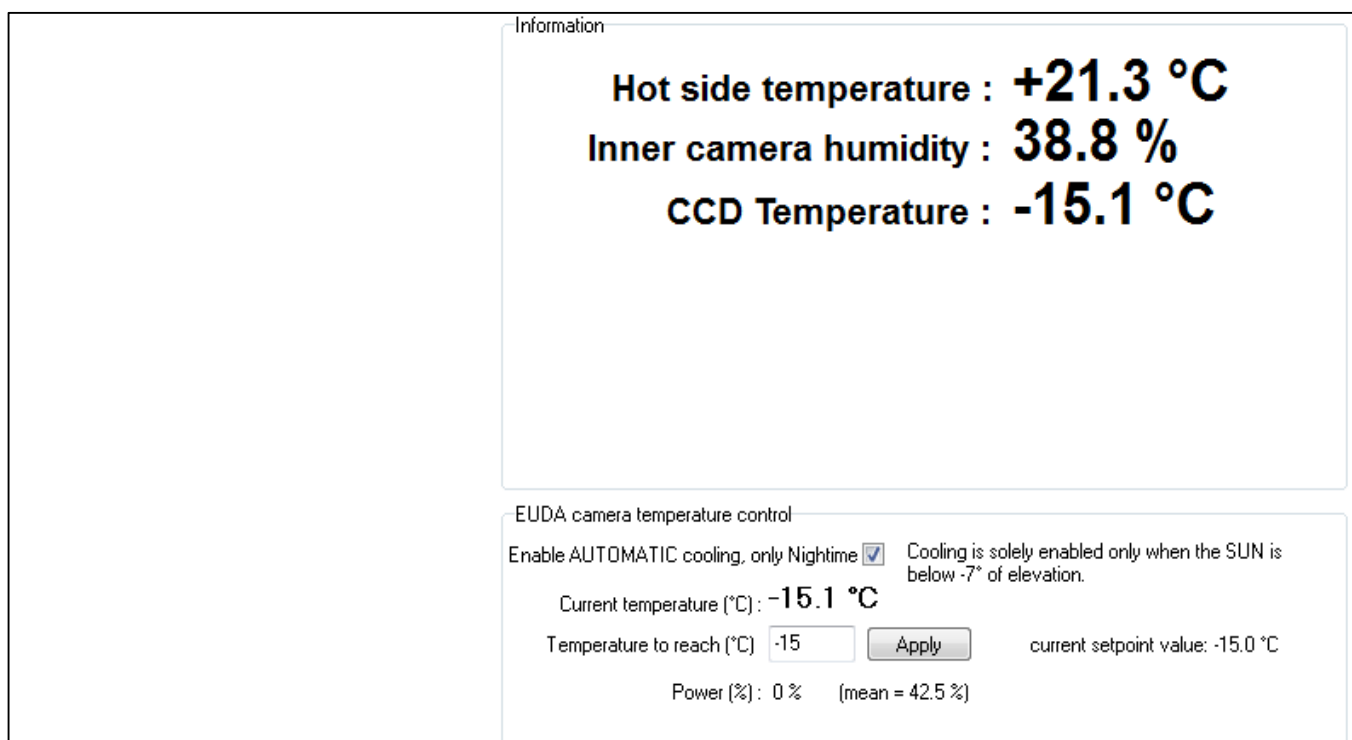 Information
Hot side temperature : +21.3 °C
Inner camera humidity : 38.8 %
CCD Temperature : -15.1 °C
EUDA camera temperature control
Enable AUTOMATIC cooling, only Nightime Cooling is solely enabled only when the SUN is
below -7° of elevation.
Current temperature (°C) : -15.1 °C
Temperature to reach (°C) -15 Apply current setpoint value: -15.0 °C
Power (%) : 0 % (mean = 42.5 %)